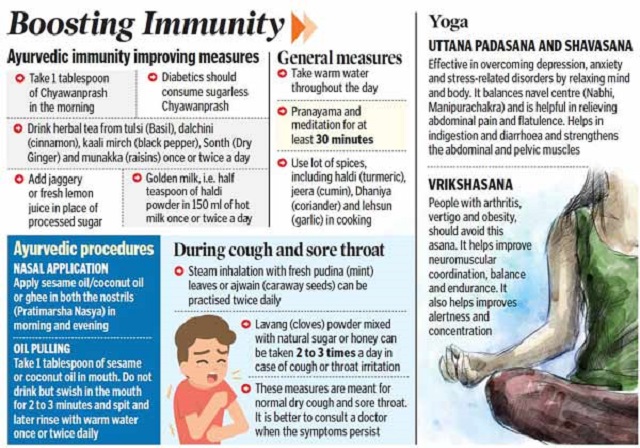 Boosting Immunity
Ayurvedic immunity improving measures
Take 1 tablespoon
of Chyawanprash
in the morning
Diabetics should
consume sugarless
Chyawanprash
Drink herbal tea from tulsi (Basil), dalchini
(cinnamon), kaali mirch (black pepper), Sonth (Dry
Ginger) and munakka (raisins) once or twice a day
Add jaggery
or fresh lemon
juice in place of
processed sugar
Golden milk, i.e. half
teaspoon of haldi
powder in 150 ml of hot
milk once or twice a day
General measures
Take warm water
throughout the day
Pranayama and
meditation for at
least 30 minutes
Use lot of spices,
including haldi (turmeric),
jeera (cumin), Dhaniya
(coriander) and lehsun
(garlic) in cooking
Ayurvedic procedures
NASAL APPLICATION
Apply sesame oil/coconut oil
or ghee in both the nostrils
(Pratimarsha Nasya) in
morning and evening
OIL PULLING
Take 1 tablespoon of sesame
or coconut oil in mouth. Do not
drink but swish in the mouth
for 2 to 3 minutes and spit and
later rinse with warm water
once or twice daily
During cough and sore throat
Steam inhalation with fresh pudina (mint)
leaves or ajwain (caraway seeds) can be
practised twice daily
Lavang (cloves) powder mixed
with natural sugar or honey can
be taken 2 to 3 times a day in
case of cough or throat irritation
These measures are meant for
normal dry cough and sore throat.
It is better to consult a doctor
when the symptoms persist
Yoga
UTTANA PADASANA AND SHAVASANA
Effective in overcoming depression, anxiety
and stress-related disorders by relaxing mind
and body. It balances navel centre (Nabhi,
Manipurachakra) and is helpful in relieving
abdominal pain and flatulence. Helps in
indigestion and diarrhoea and strengthens
the abdominal and pelvic muscles
VRIKSHASANA
People with arthritis,
vertigo and obesity,
should avoid this
asana. It helps improve
neuromuscular
coordination, balance
and endurance. It
also helps improves
alertness and
concentration